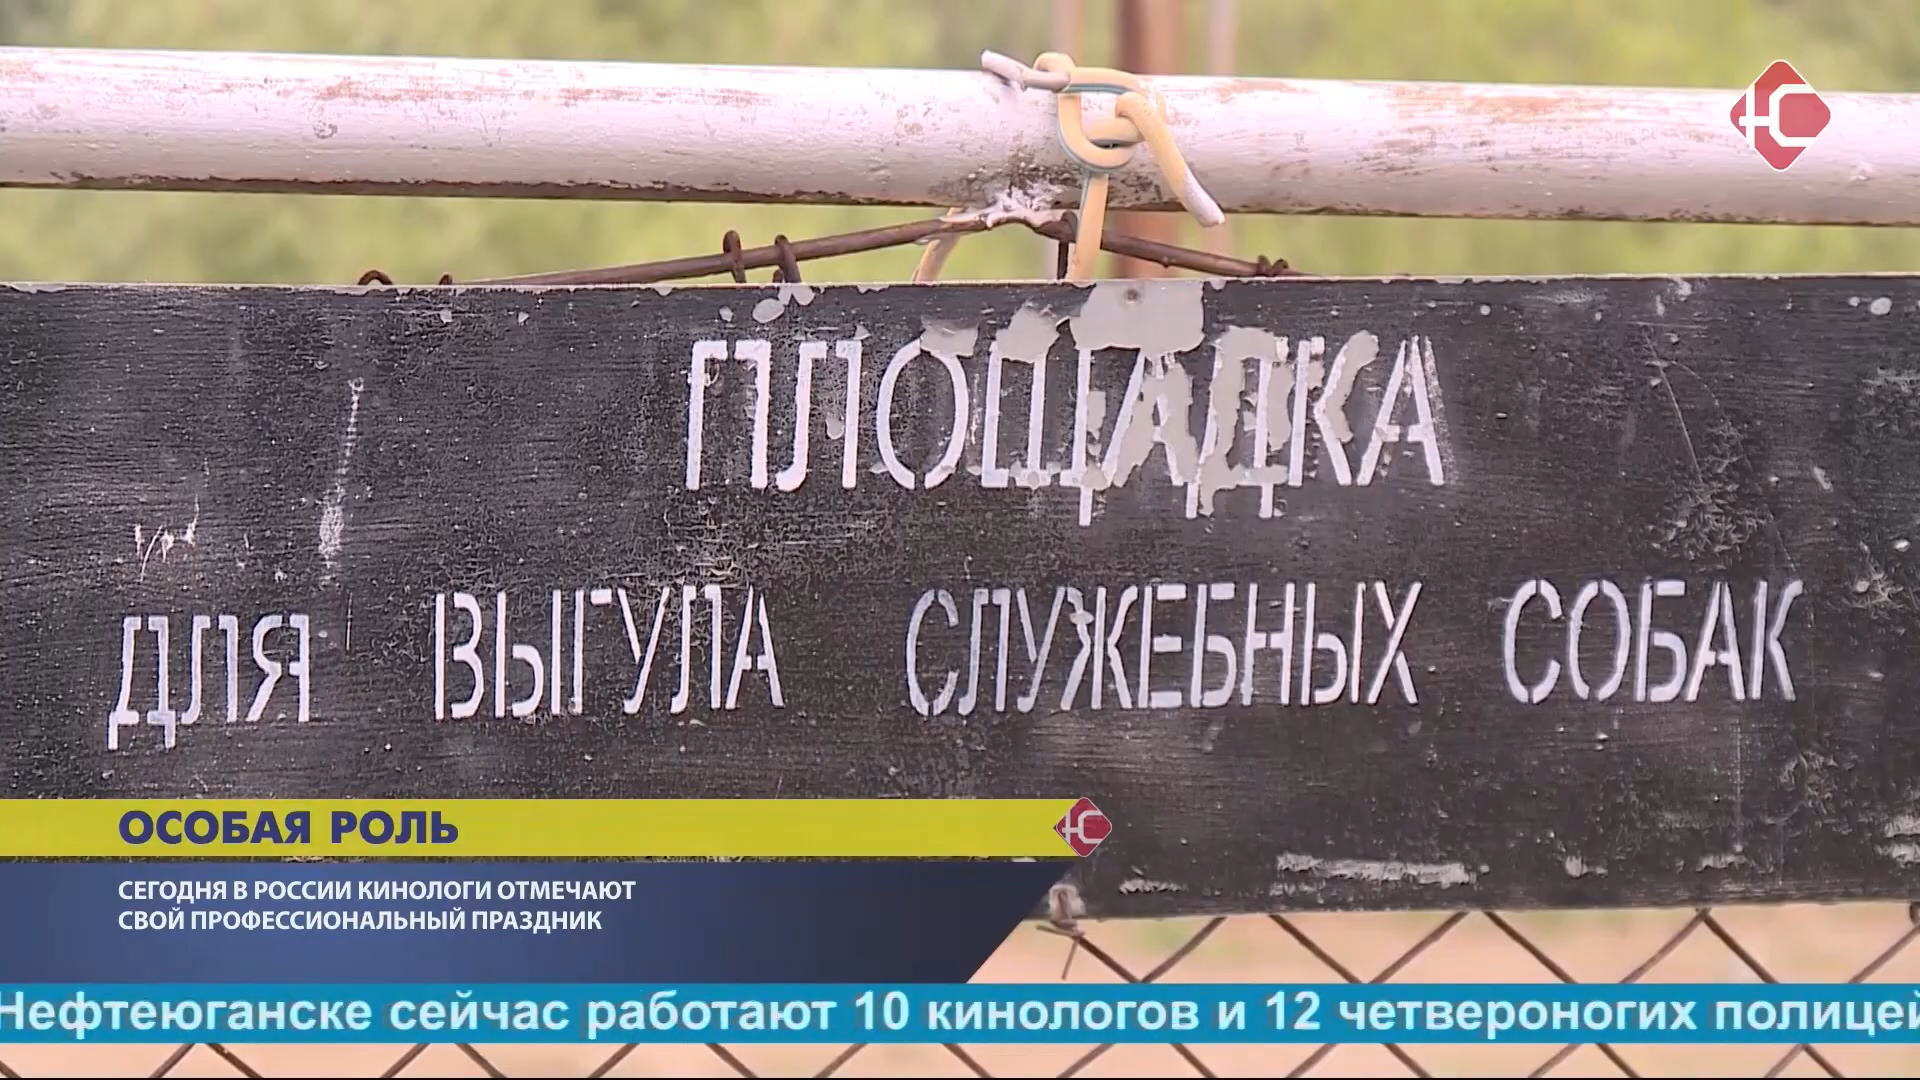 ПЛОЩАДКА
ДЛЯ ВЫГУЛА СЛУЖЕБНЫХ СОБАК
ОСОБАЯ РОЛЬ
СЕГОДНЯ В РОССИИ КИНОЛОГИ ОТМЕЧАЮТ
СВОЙ ПРОФЕССИОНАЛЬНЫЙ ПРАЗДНИК
Нефтеюганске сейчас работают 10 кинологов и 12 четвероногих полицей